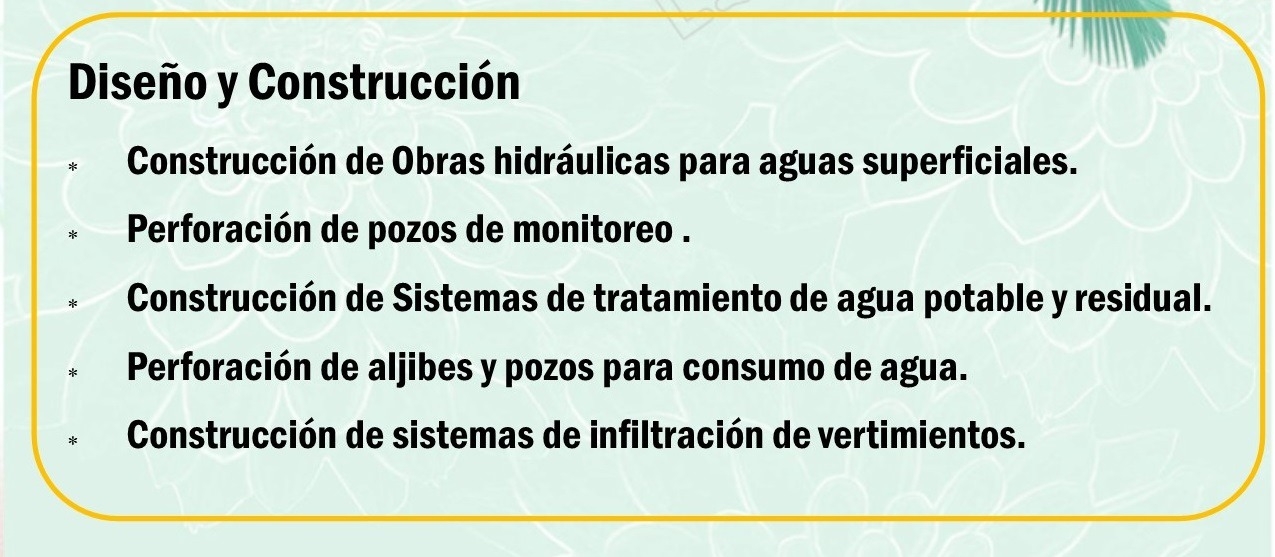 Diseño y Construcción
* Construcción de Obras hidráulicas para aguas superficiales.
* Perforación de pozos de monitoreo .
* Construcción de Sistemas de tratamiento de agua potable y residual.
* Perforación de aljibes y pozos para consumo de agua.
* Construcción de sistemas de infiltración de vertimientos.